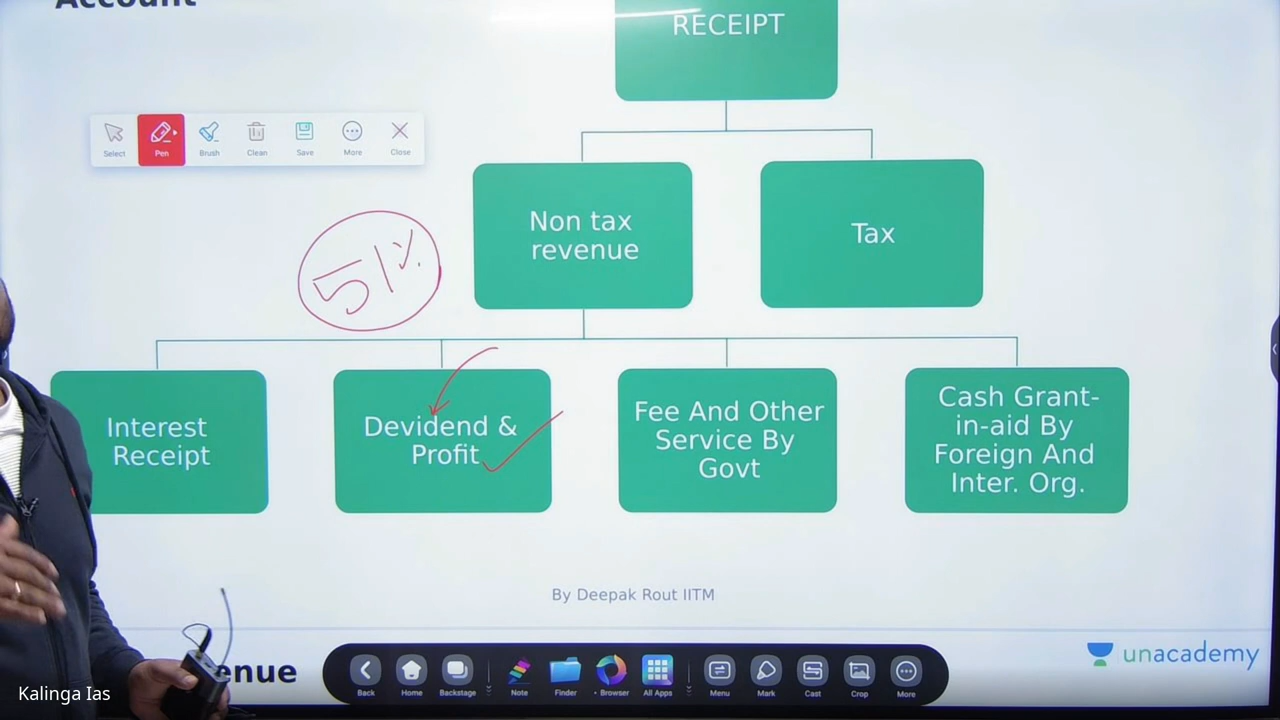 Account
RECEIPT
Select
Pen
Brush
Clean
Save
More
Close
Non tax
revenue
Tax
51%
Interest
Receipt
Devidend &
Profit
Fee And Other
Service By
Govt
Cash Grant-
in-aid By
Foreign And
Inter. Org.
By Deepak Rout IITM
enue
Back
Home
Backstage
Note
Finder
Browser
All Apps
Menu
Mark
Cast
Crop
More
unacademy
Kalinga Ias